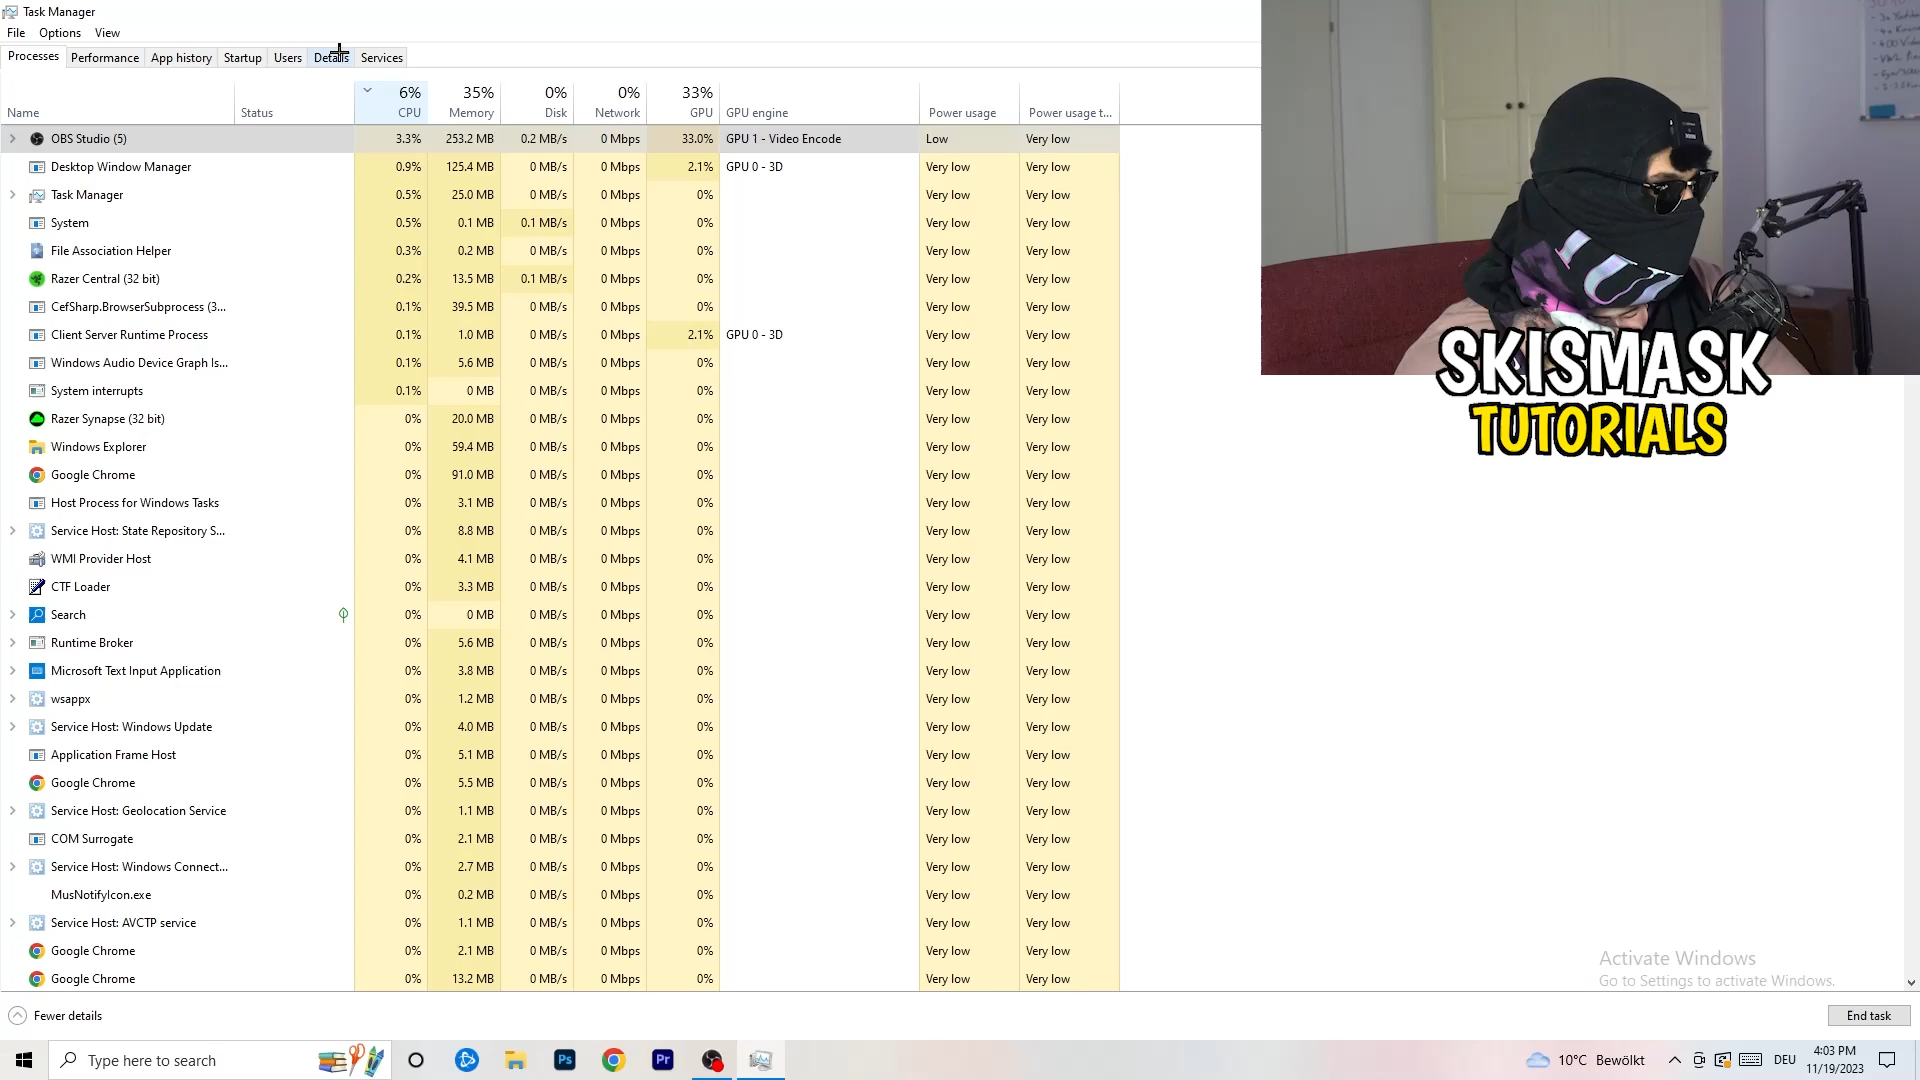 Task Manager
File Options View
Processes Performance App history Startup Users Details Services
6% 35% 0% 0% 33%
Name Status CPU Memory Disk Network GPU GPU engine Power usage Power usage t...
OBS Studio (5) 3.3% 253.2 MB 0.2 MB/s 0 Mbps 33.0% GPU 1 - Video Encode Low Very low
Desktop Window Manager 0.9% 125.4 MB 0 MB/s 0 Mbps 2.1% GPU 0 - 3D Very low Very low
Task Manager 0.5% 25.0 MB 0 MB/s 0 Mbps 0% Very low Very low
System 0.5% 0.1 MB 0.1 MB/s 0 Mbps 0% Very low Very low
File Association Helper 0.3% 0.2 MB 0 MB/s 0 Mbps 0% Very low Very low
Razer Central (32 bit) 0.2% 13.5 MB 0.1 MB/s 0 Mbps 0% Very low Very low
CefSharp.BrowserSubprocess (3... 0.1% 39.5 MB 0 MB/s 0 Mbps 0% Very low Very low
Client Server Runtime Process 0.1% 1.0 MB 0 MB/s 0 Mbps 2.1% GPU 0 - 3D Very low Very low
Windows Audio Device Graph Is... 0.1% 5.6 MB 0 MB/s 0 Mbps 0% Very low Very low
System interrupts 0.1% 0 MB 0 MB/s 0 Mbps 0% Very low Very low
Razer Synapse (32 bit) 0% 20.0 MB 0 MB/s 0 Mbps 0% Very low Very low
Windows Explorer 0% 59.4 MB 0 MB/s 0 Mbps 0% Very low Very low
Google Chrome 0% 91.0 MB 0 MB/s 0 Mbps 0% Very low Very low
Host Process for Windows Tasks 0% 3.1 MB 0 MB/s 0 Mbps 0% Very low Very low
Service Host: State Repository S... 0% 8.8 MB 0 MB/s 0 Mbps 0% Very low Very low
WMI Provider Host 0% 4.1 MB 0 MB/s 0 Mbps 0% Very low Very low
CTF Loader 0% 3.3 MB 0 MB/s 0 Mbps 0% Very low Very low
Search 0% 0 MB 0 MB/s 0 Mbps 0% Very low Very low
Runtime Broker 0% 5.6 MB 0 MB/s 0 Mbps 0% Very low Very low
Microsoft Text Input Application 0% 3.8 MB 0 MB/s 0 Mbps 0% Very low Very low
wsappx 0% 1.2 MB 0 MB/s 0 Mbps 0% Very low Very low
Service Host: Windows Update 0% 4.0 MB 0 MB/s 0 Mbps 0% Very low Very low
Application Frame Host 0% 5.1 MB 0 MB/s 0 Mbps 0% Very low Very low
Google Chrome 0% 5.5 MB 0 MB/s 0 Mbps 0% Very low Very low
Service Host: Geolocation Service 0% 1.1 MB 0 MB/s 0 Mbps 0% Very low Very low
COM Surrogate 0% 2.1 MB 0 MB/s 0 Mbps 0% Very low Very low
Service Host: Windows Connect... 0% 2.7 MB 0 MB/s 0 Mbps 0% Very low Very low
MusNotifyIcon.exe 0% 0.2 MB 0 MB/s 0 Mbps 0% Very low Very low
Service Host: AVCTP service 0% 1.1 MB 0 MB/s 0 Mbps 0% Very low Very low
Google Chrome 0% 2.1 MB 0 MB/s 0 Mbps 0% Very low Very low
Google Chrome 0% 13.2 MB 0 MB/s 0 Mbps 0% Very low Very low
SKISMASK
TUTORIALS
Activate Windows
Go to Settings to activate Windows.
Fewer details End task
Type here to search Ps Pr 10°C Bewölkt DEU 4:03 PM
11/19/2023